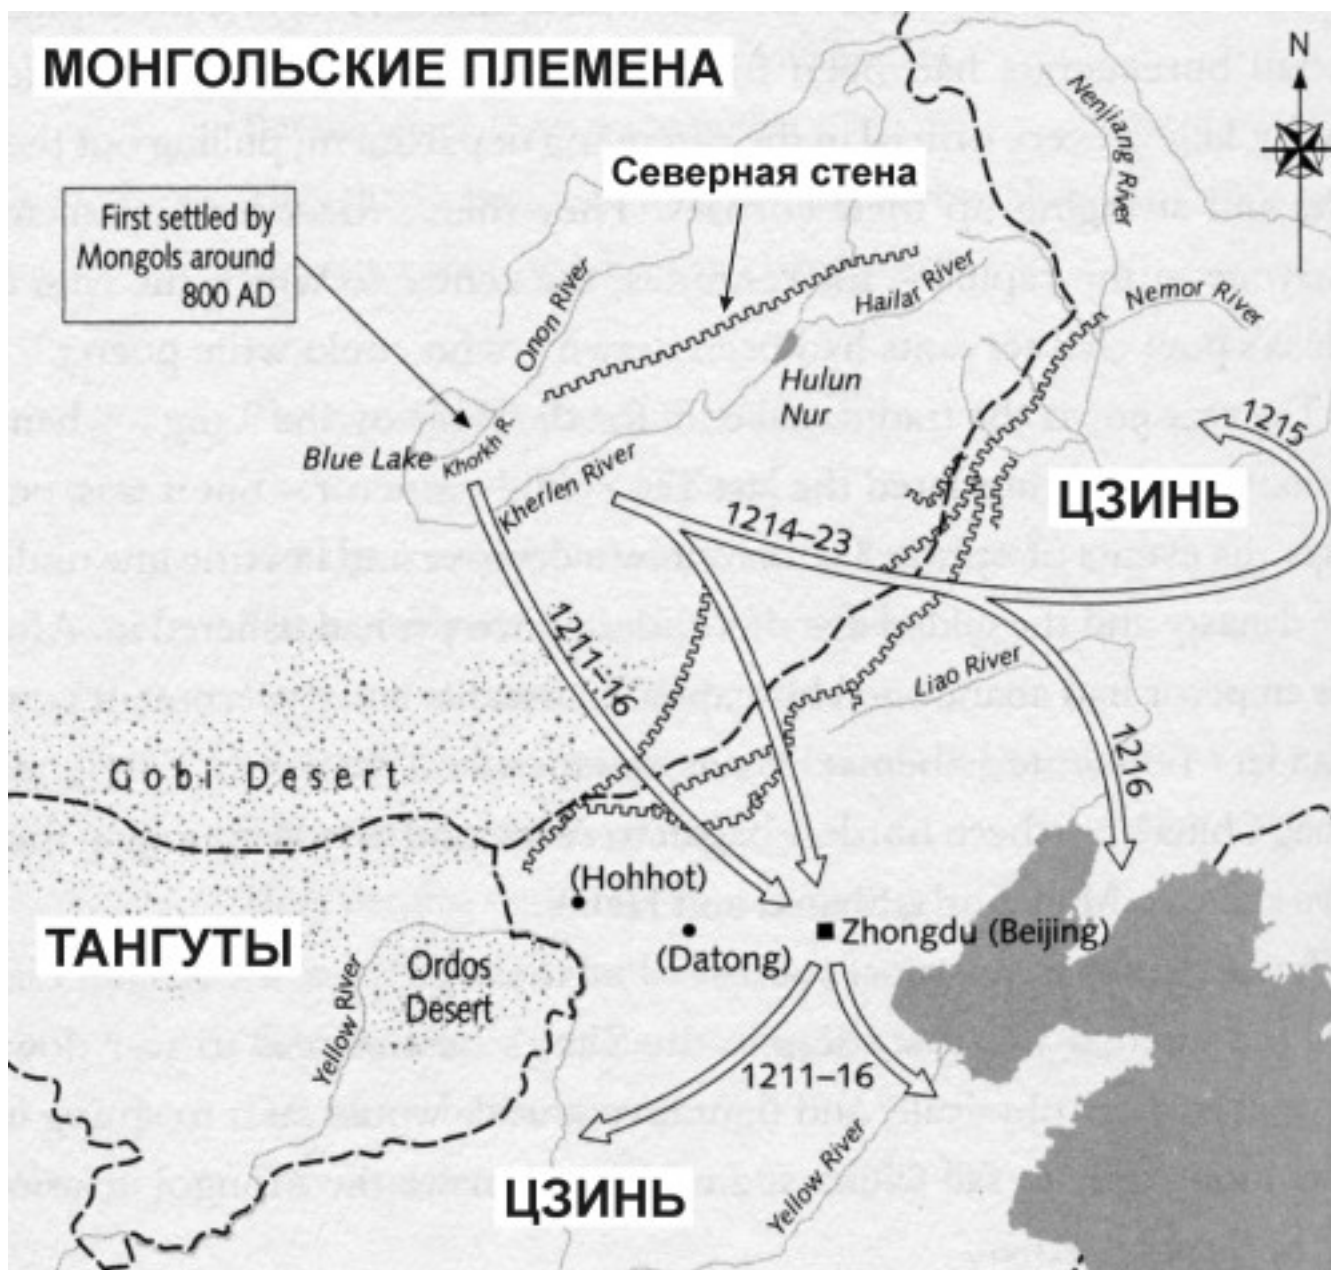 МОНГОЛЬСКИЕ ПЛЕМЕНА
N
Nenjiang River
Северная стена
First settled by
Mongols around
800 AD
Onon River
Hailar River
Nemor River
Hulun
Nur
Blue Lake
Khorkh R.
Kherlen River
1215
ЦЗИНЬ
1214–23
1211–16
Liao River
1216
Gobi Desert
(Hohhot)
ТАНГУТЫ
(Datong)
Zhongdu (Beijing)
Ordos
Desert
Yellow River
1211–16
ЦЗИНЬ
Yellow River